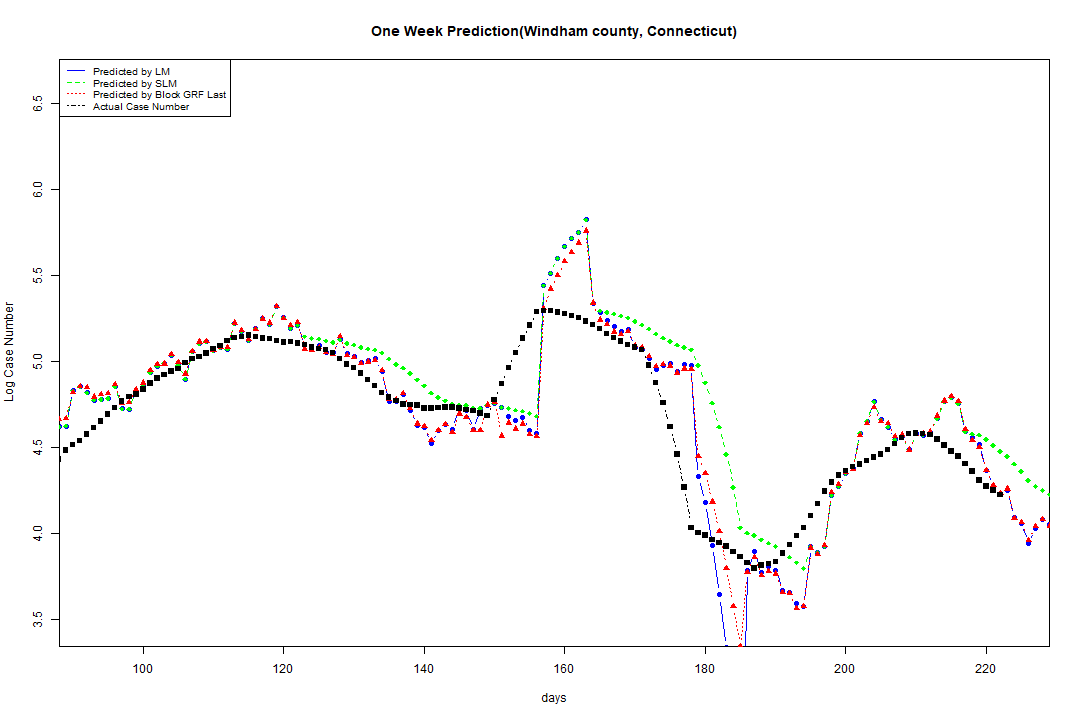 One Week Prediction(Windham county, Connecticut)
Predicted by LM
Predicted by SLM
Predicted by Block GRF Last
Actual Case Number
Log Case Number
6.5
6.0
5.5
5.0
4.5
4.0
3.5
100 120 140 160 180 200 220
days